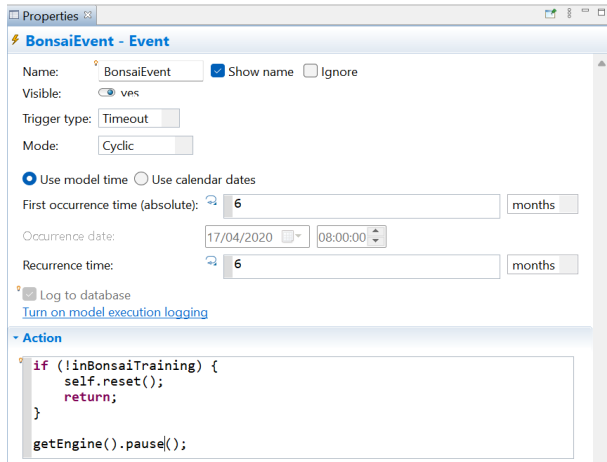 Properties
BonsaiEvent - Event
Name: BonsaiEvent Show name Ignore
Visible: yes
Trigger type: Timeout
Mode: Cyclic
Use model time Use calendar dates
First occurrence time (absolute): 6 months
Occurrence date: 17/04/2020 08:00:00
Recurrence time: 6 months
Log to database
Turn on model execution logging
Action
if (!inBonsaiTraining) {
    self.reset();
    return;
}
getEngine().pause();